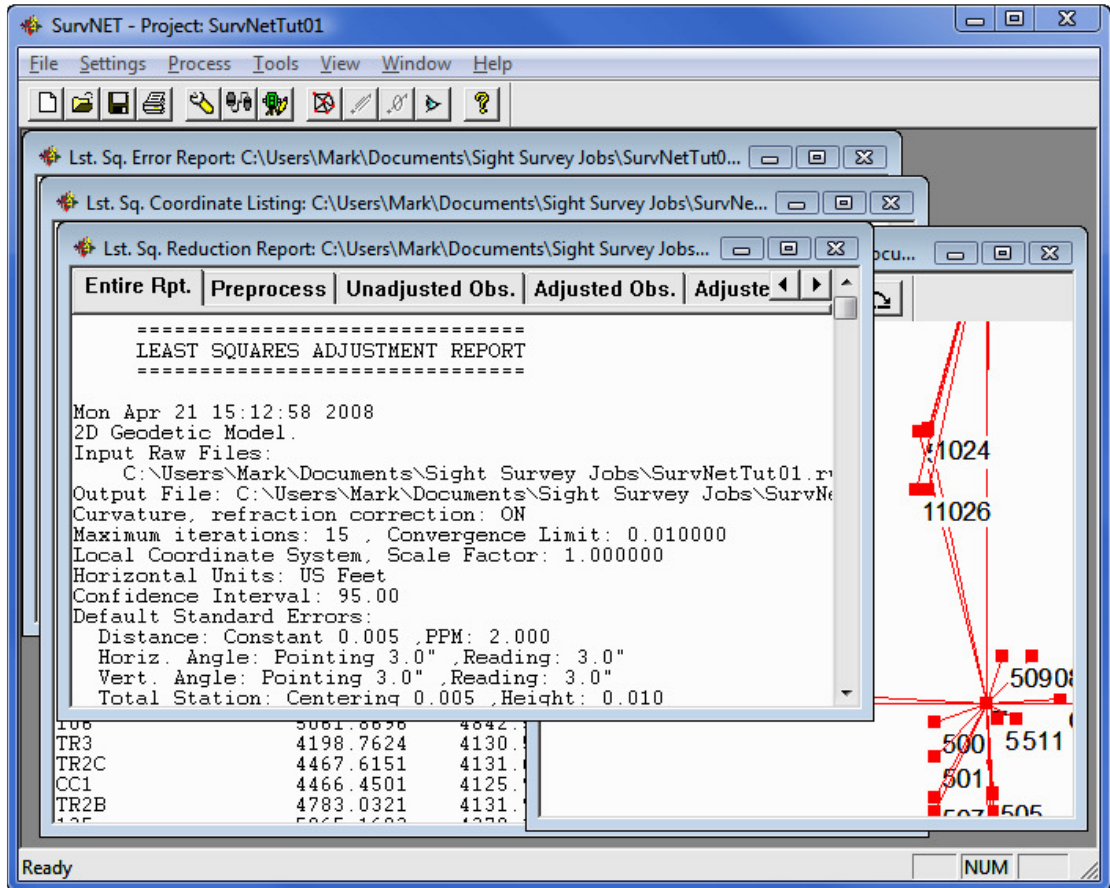 SurvNET - Project: SurvNetTut01
File Settings Process Tools View Window Help
Lst. Sq. Error Report: C:\Users\Mark\Documents\Sight Survey Jobs\SurvNetTut0...
Lst. Sq. Coordinate Listing: C:\Users\Mark\Documents\Sight Survey Jobs\SurvNe...
Lst. Sq. Reduction Report: C:\Users\Mark\Documents\Sight Survey Jobs...
Entire Rpt. Preprocess Unadjusted Obs. Adjusted Obs. Adjuste
===============================
LEAST SQUARES ADJUSTMENT REPORT
===============================
Mon Apr 21 15:12:58 2008
2D Geodetic Model.
Input Raw Files:
C:\Users\Mark\Documents\Sight Survey Jobs\SurvNetTut01.r
Output File: C:\Users\Mark\Documents\Sight Survey Jobs\SurvNe
Curvature, refraction correction: ON
Maximum iterations: 15 , Convergence Limit: 0.010000
Local Coordinate System, Scale Factor: 1.000000
Horizontal Units: US Feet
Confidence Interval: 95.00
Default Standard Errors:
Distance: Constant 0.005 ,PPM: 2.000
Horiz. Angle: Pointing 3.0" ,Reading: 3.0"
Vert. Angle: Pointing 3.0" ,Reading: 3.0"
Total Station: Centering 0.005 ,Height: 0.010
TR3 4198.7624 4130.
TR2C 4467.6151 4131.
CC1 4466.4501 4125.
TR2B 4783.0321 4131.
ocu...
1024
11026
500
5511
501
505
Ready
NUM